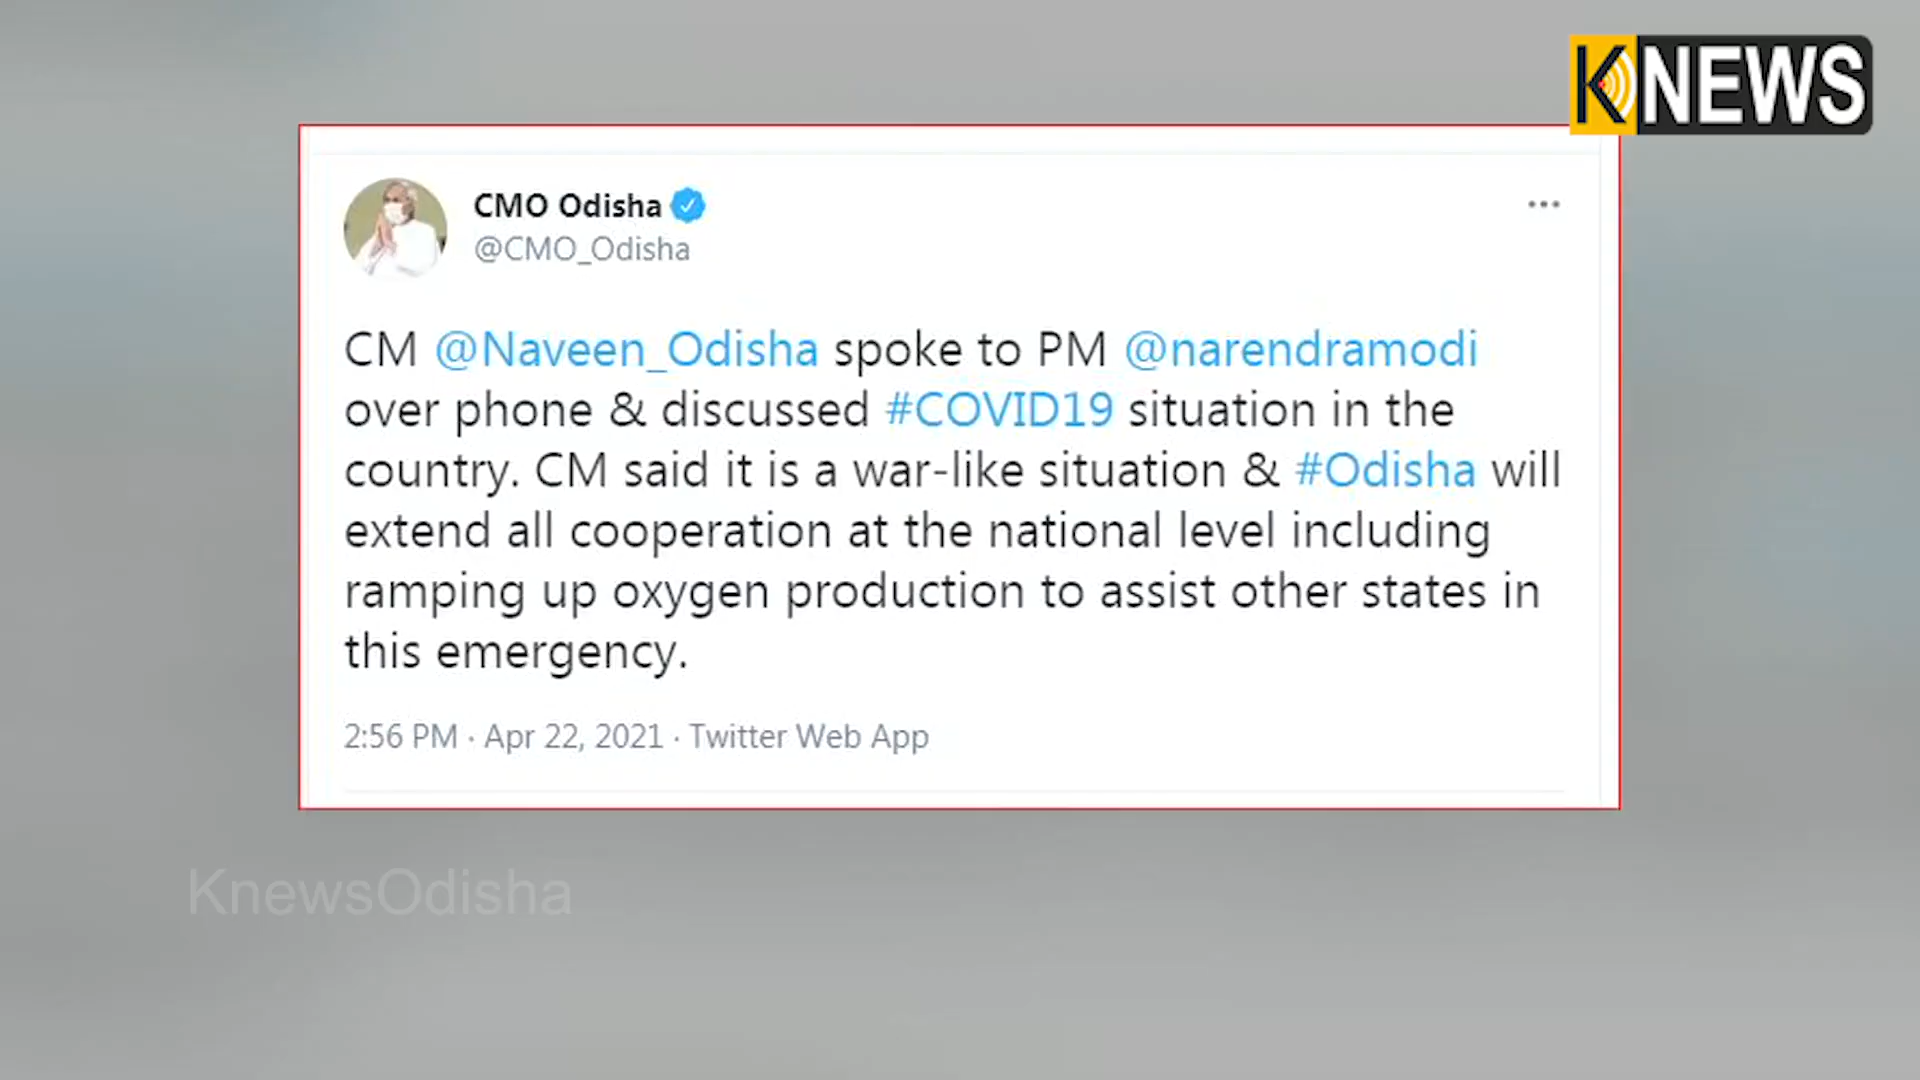 KNEWS
CMO Odisha
@CMO_Odisha
CM @Naveen_Odisha spoke to PM @narendramodi
over phone & discussed #COVID19 situation in the
country. CM said it is a war-like situation & #Odisha will
extend all cooperation at the national level including
ramping up oxygen production to assist other states in
this emergency.
2:56 PM · Apr 22, 2021 · Twitter Web App
KnewsOdisha